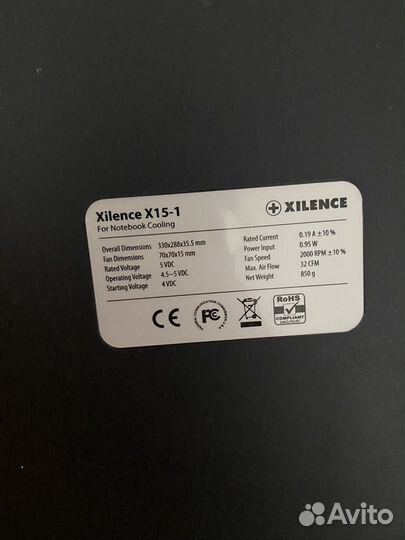 Xilence X15-1
For Notebook Cooling
XILENCE
Overall Dimensions 330x288x35.5 mm
Fan Dimensions 70x70x15 mm
Rated Voltage 5 VDC
Operating Voltage 4.5~5 VDC
Starting Voltage 4 VDC
Rated Current 0.19 A ±10 %
Power Input 0.95 W
Fan Speed 2000 RPM ±10 %
Max. Air Flow 32 CFM
Net Weight 850 g
CE
FC
RoHS
COMPLIANT
Avito